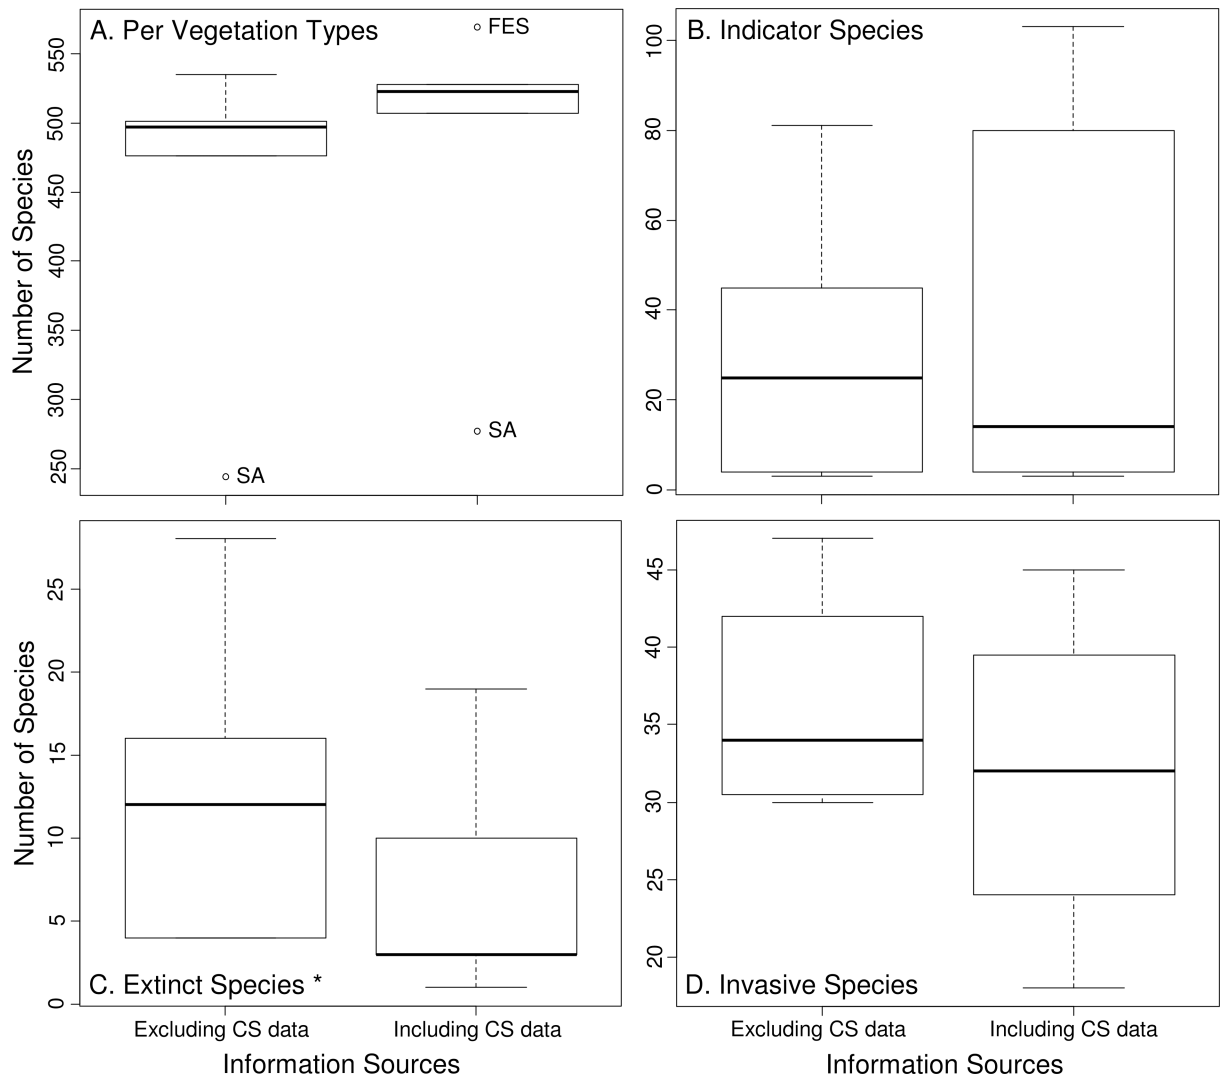 A. Per Vegetation Types
FES
SA
SA
550
500
450
400
350
300
250
Number of Species
B. Indicator Species
100
80
60
40
20
0
C. Extinct Species *
25
20
15
10
5
0
Number of Species
Excluding CS data
Including CS data
Information Sources
D. Invasive Species
45
40
35
30
25
20
Excluding CS data
Including CS data
Information Sources